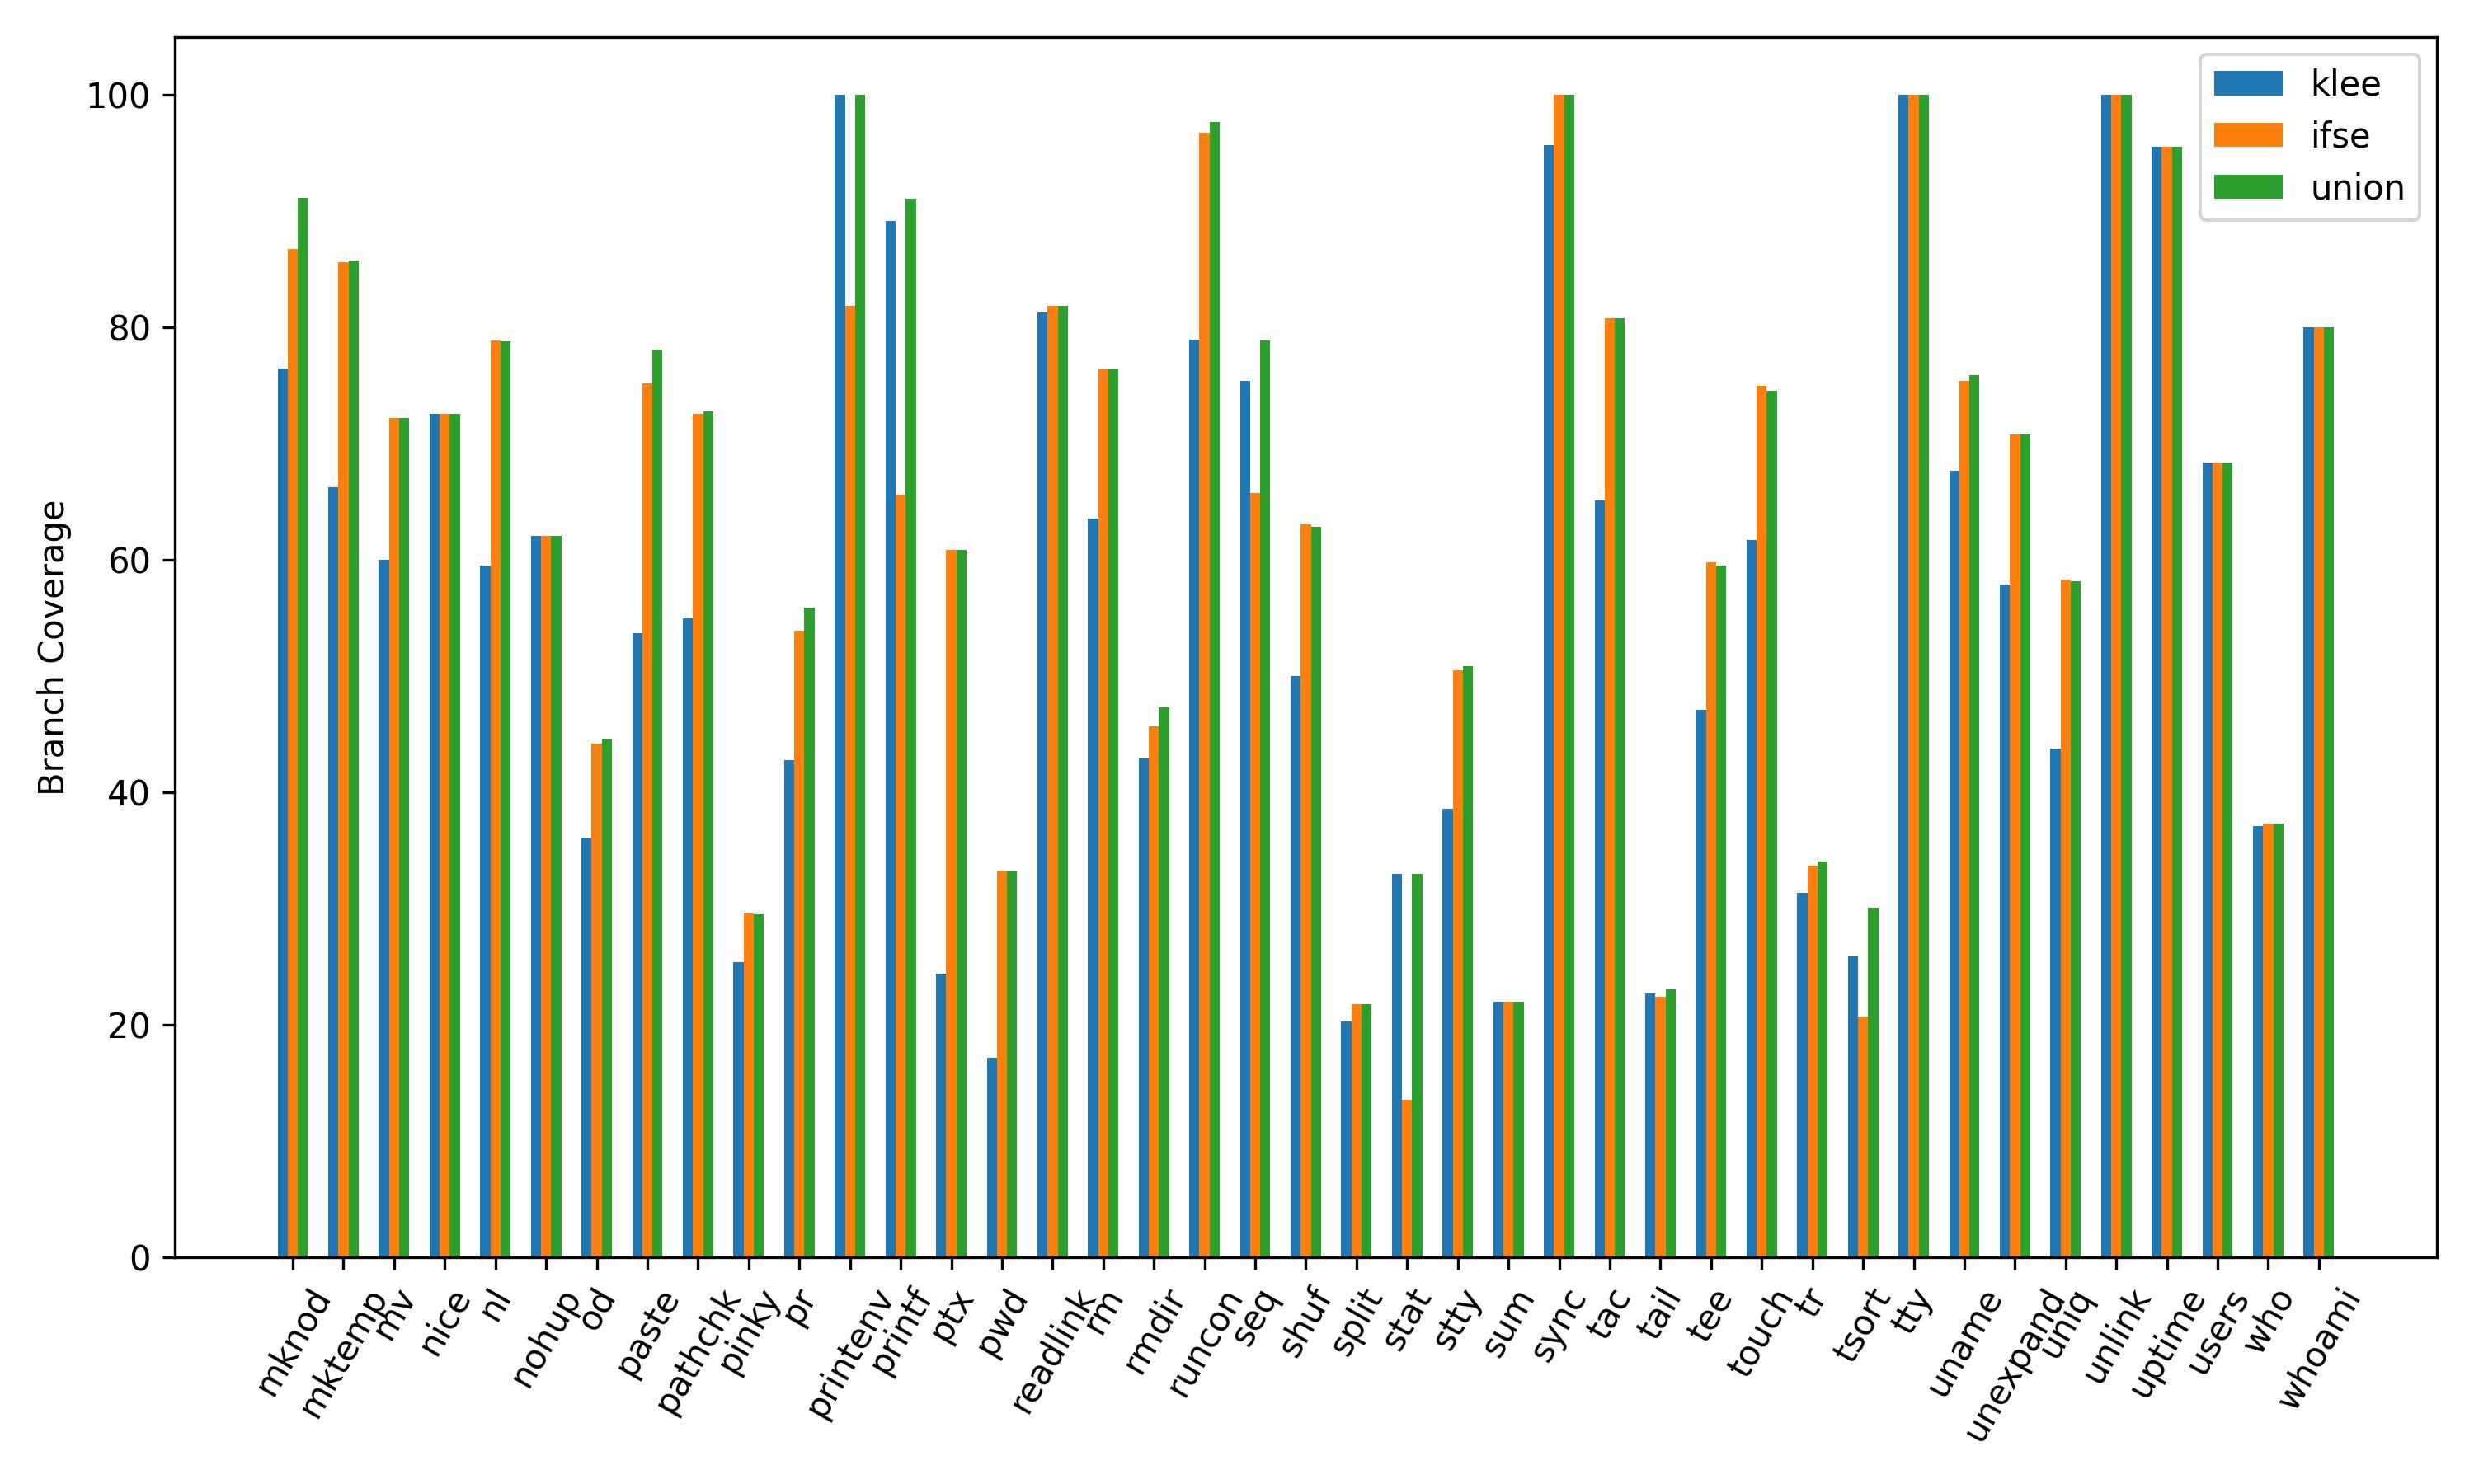 klee
ifse
union
Branch Coverage
100
80
60
40
20
0
mknod
mktemp
mv
nice
nl
nohup
od
paste
pathchk
pinky
pr
printenv
printf
ptx
pwd
readlink
rm
rmdir
runcon
seq
shuf
split
stat
stty
sum
sync
tac
tail
tee
touch
tr
tsort
tty
uname
unexpand
uniq
unlink
uptime
users
who
whoami